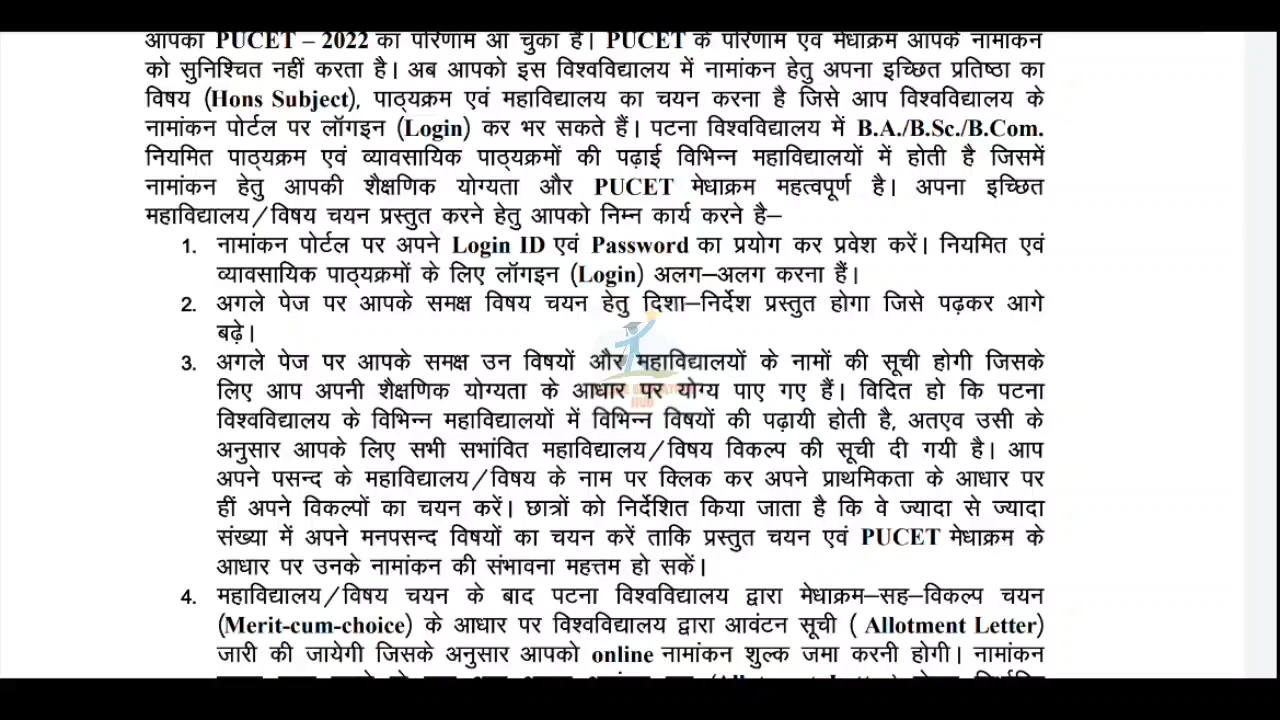 आपका PUCET – 2022 का परिणाम आ चुका है। PUCET के परिणाम एवं मेधाक्रम आपके नामांकन
को सुनिश्चित नहीं करता है। अब आपको इस विश्वविद्यालय में नामांकन हेतु अपना इच्छित प्रतिष्ठा का
विषय (Hons Subject), पाठ्यक्रम एवं महाविद्यालय का चयन करना है जिसे आप विश्वविद्यालय के
नामांकन पोर्टल पर लॉगइन (Login) कर भर सकते हैं। पटना विश्वविद्यालय में B.A./B.Sc./B.Com.
नियमित पाठ्यक्रम एवं व्यावसायिक पाठ्यक्रमों की पढ़ाई विभिन्न महाविद्यालयों में होती है जिसमें
नामांकन हेतु आपकी शैक्षणिक योग्यता और PUCET मेधाक्रम महत्वपूर्ण है। अपना इच्छित
महाविद्यालय/विषय चयन प्रस्तुत करने हेतु आपको निम्न कार्य करने है–
1. नामांकन पोर्टल पर अपने Login ID एवं Password का प्रयोग कर प्रवेश करें। नियमित एवं
व्यावसायिक पाठ्यक्रमों के लिए लॉगइन (Login) अलग–अलग करना हैं।
2. अगले पेज पर आपके समक्ष विषय चयन हेतु दिशा–निर्देश प्रस्तुत होगा जिसे पढ़कर आगे
बढ़े।
3. अगले पेज पर आपके समक्ष उन विषयों और महाविद्यालयों के नामों की सूची होगी जिसके
लिए आप अपनी शैक्षणिक योग्यता के आधार पर योग्य पाए गए हैं। विदित हो कि पटना
विश्वविद्यालय के विभिन्न महाविद्यालयों में विभिन्न विषयों की पढ़ायी होती है, अतएव उसी के
अनुसार आपके लिए सभी सभांवित महाविद्यालय/विषय विकल्प की सूची दी गयी है। आप
अपने पसन्द के महाविद्यालय/विषय के नाम पर क्लिक कर अपने प्राथमिकता के आधार पर
हीं अपने विकल्पों का चयन करें। छात्रों को निर्देशित किया जाता है कि वे ज्यादा से ज्यादा
संख्या में अपने मनपसन्द विषयों का चयन करें ताकि प्रस्तुत चयन एवं PUCET मेधाक्रम के
आधार पर उनके नामांकन की संभावना महत्तम हो सकें।
4. महाविद्यालय/विषय चयन के बाद पटना विश्वविद्यालय द्वारा मेधाक्रम–सह–विकल्प चयन
(Merit-cum-choice) के आधार पर विश्वविद्यालय द्वारा आवंटन सूची ( Allotment Letter)
जारी की जायेगी जिसके अनुसार आपको online नामांकन शुल्क जमा करनी होगी। नामांकन